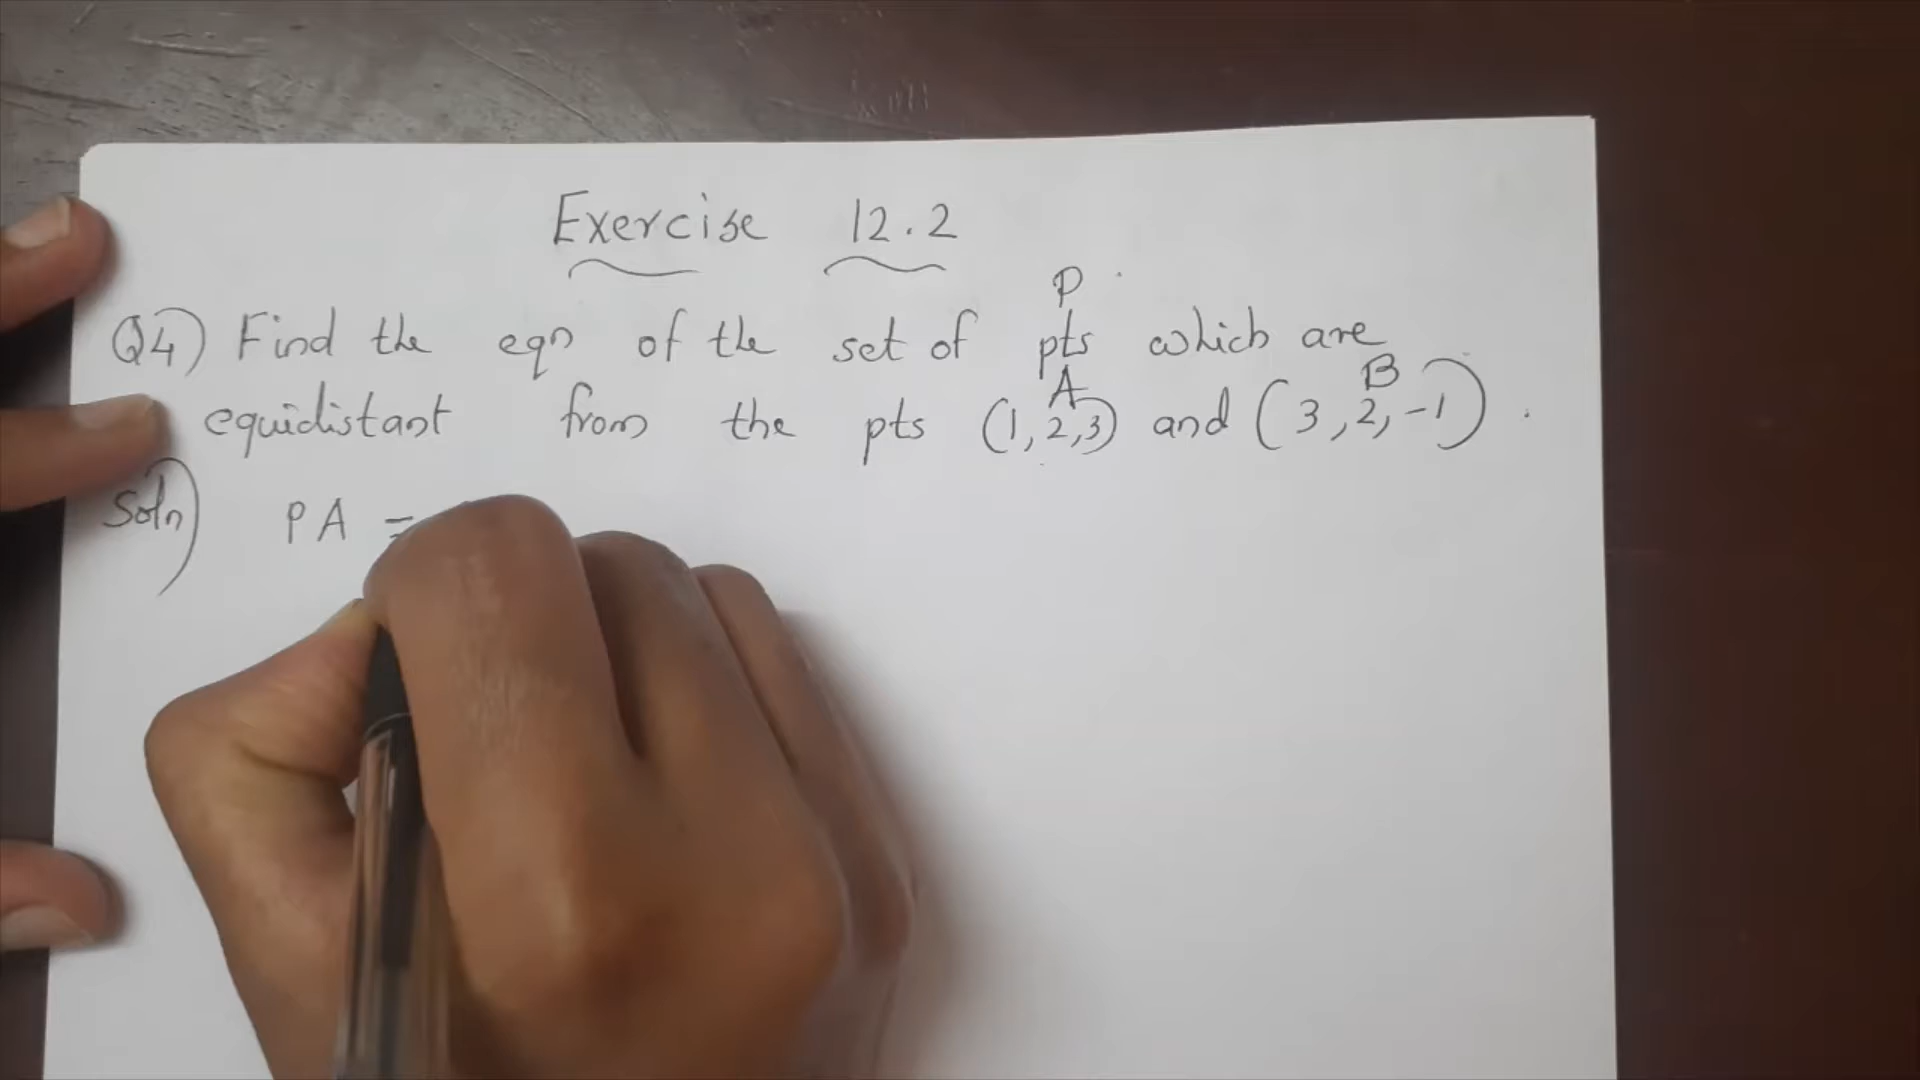 Exercise 12.2
P
Q4) Find the eqn of the set of pts which are
A B
equidistant from the pts (1, 2, 3) and (3, 2, -1).
Soln) PA =